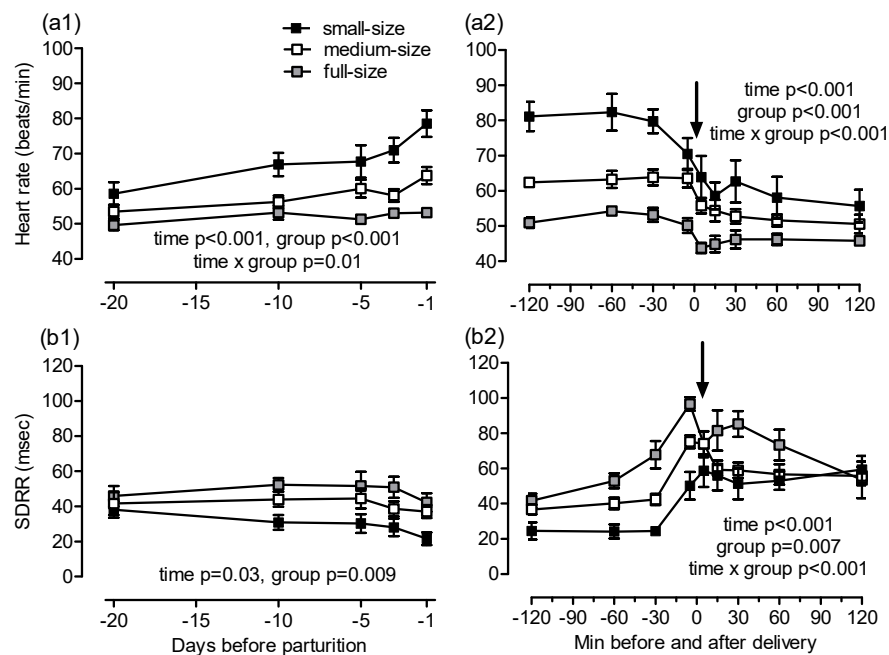 (a1)
small-size
medium-size
full-size
Heart rate (beats/min)
100
90
80
70
60
50
40
time p<0.001, group p<0.001
time x group p=0.01
-20
-10
-5
-1
(a2)
100
90
80
70
60
50
40
time p<0.001
group p<0.001
time x group p<0.001
-120
-90
-60
-30
0
30
60
90
120
(b1)
SDRR (msec)
120
100
80
60
40
20
0
time p=0.03, group p=0.009
-20
-10
-5
-1
Days before parturition
(b2)
120
100
80
60
40
20
0
time p<0.001
group p=0.007
time x group p<0.001
-120
-90
-60
-30
0
30
60
90
120
Min before and after delivery